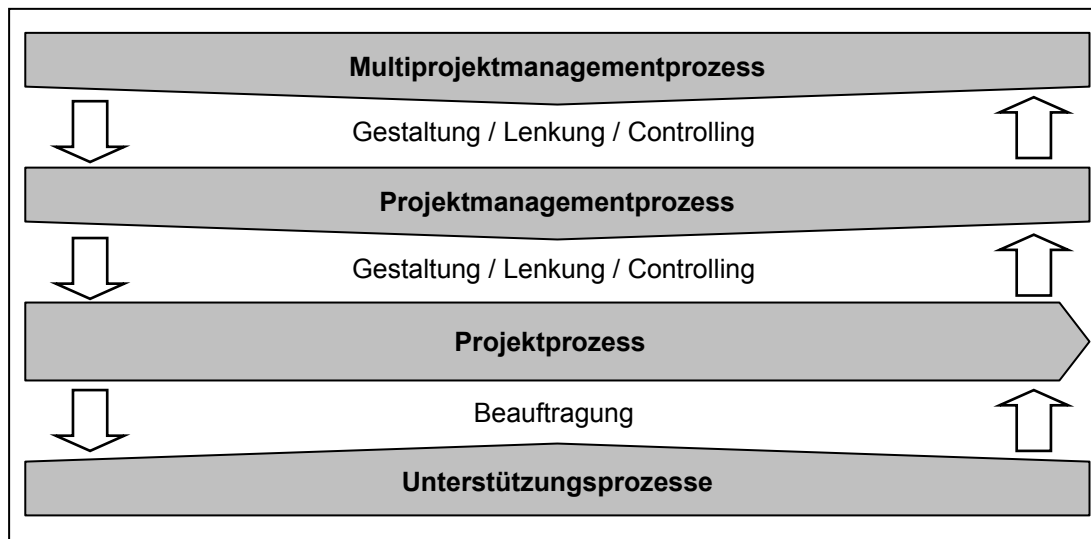 Multiprojektmanagementprozess
Gestaltung / Lenkung / Controlling
Projektmanagementprozess
Gestaltung / Lenkung / Controlling
Projektprozess
Beauftragung
Unterstützungsprozesse